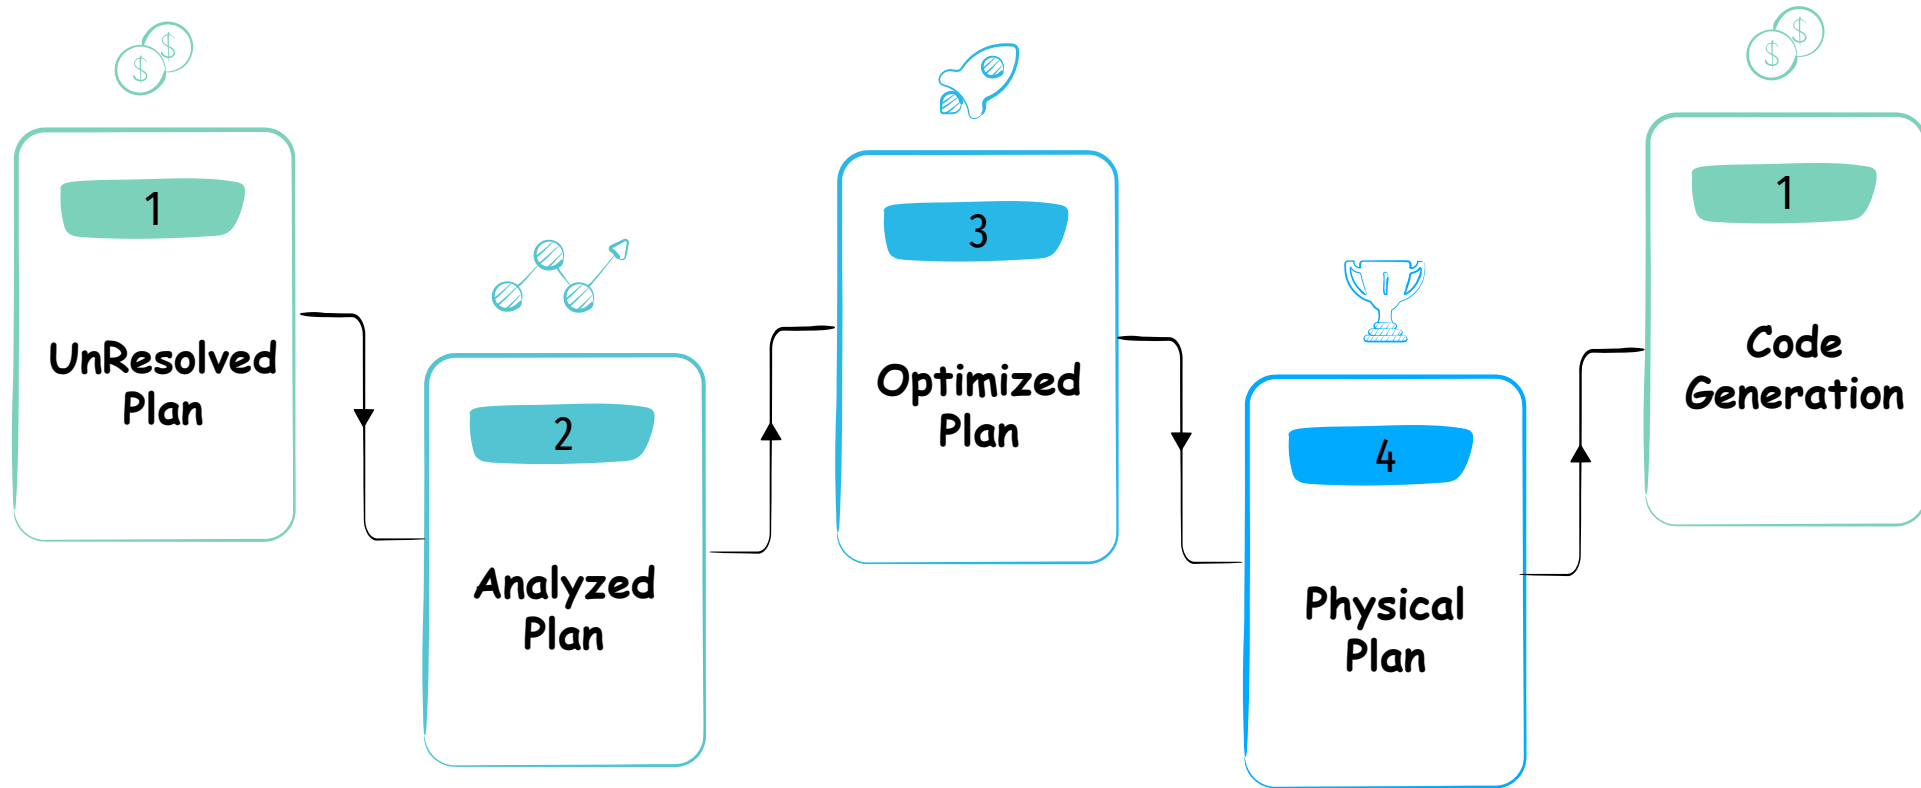 1
UnResolved
Plan
2
Analyzed
Plan
3
Optimized
Plan
4
Physical
Plan
1
Code
Generation
$
$
$
$